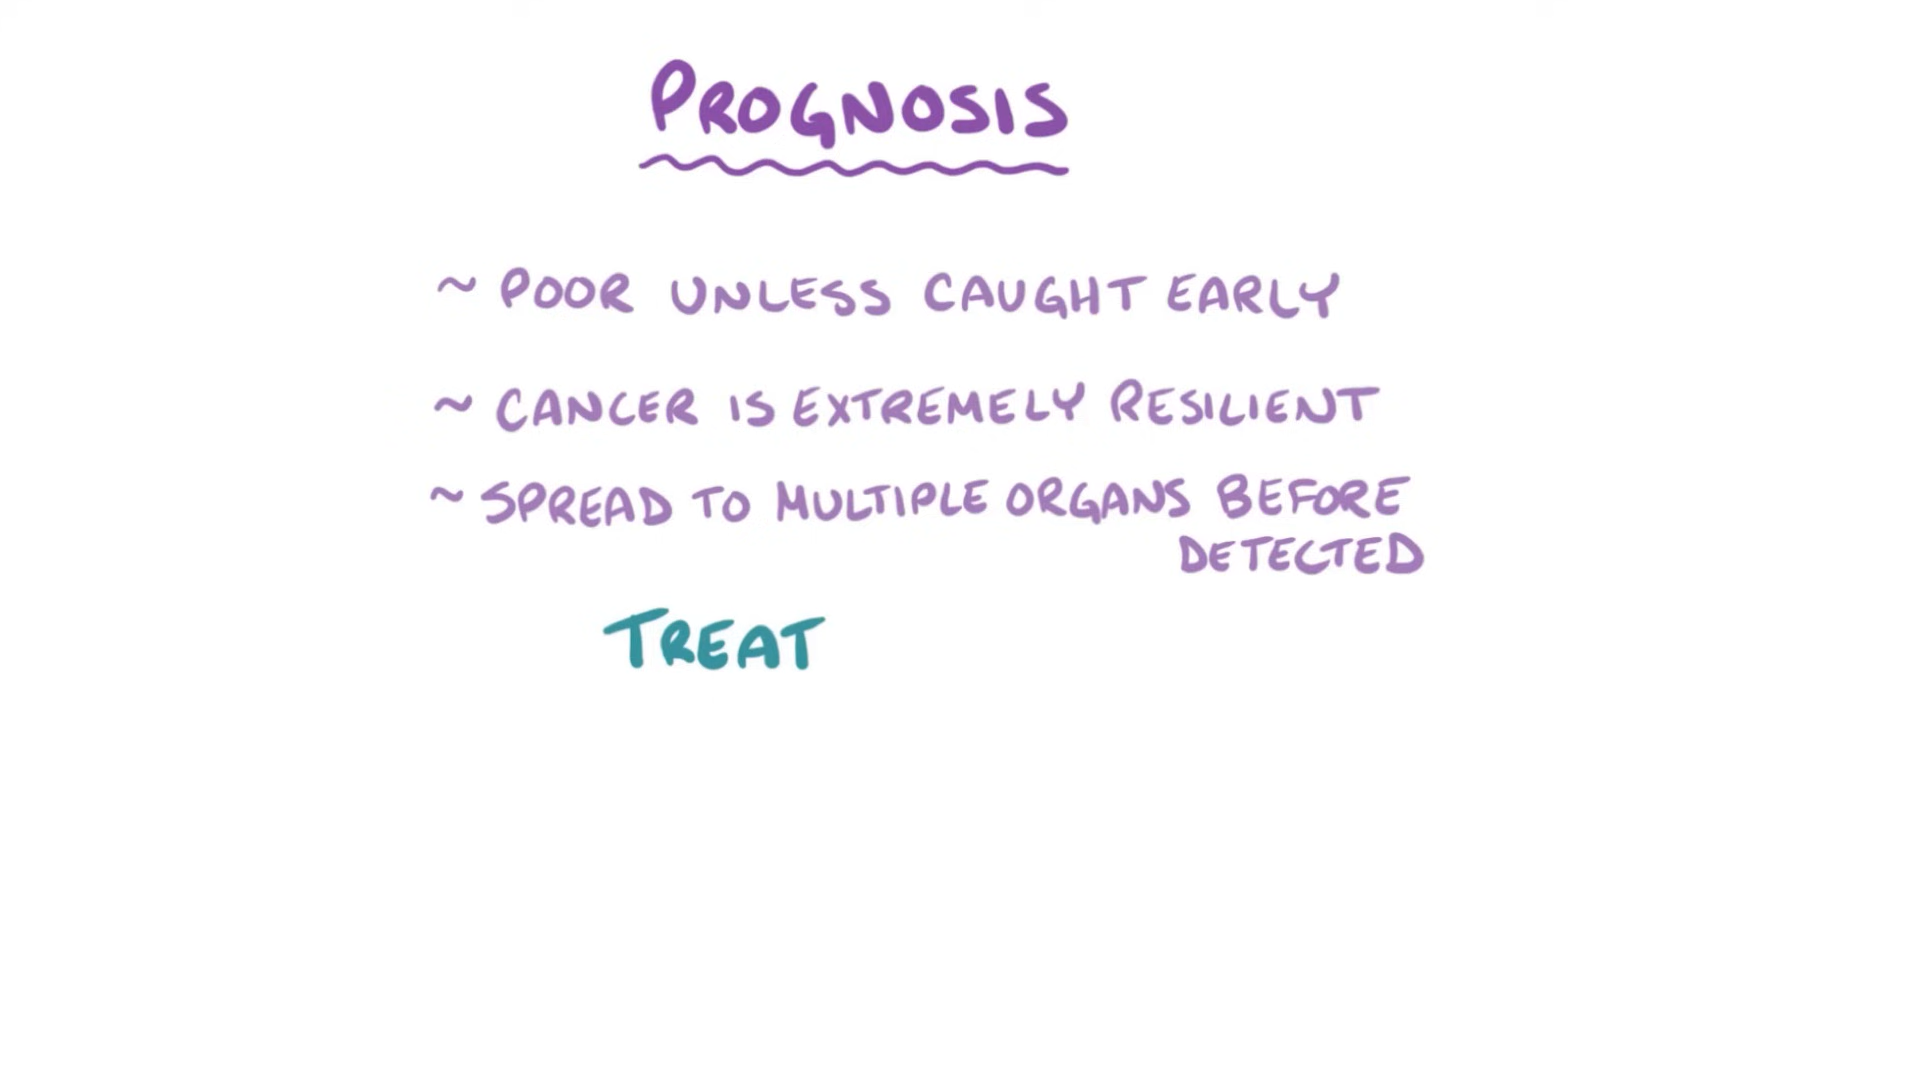 PROGNOSIS
~ POOR UNLESS CAUGHT EARLY
~ CANCER IS EXTREMELY RESILIENT
~ SPREAD TO MULTIPLE ORGANS BEFORE
DETECTED
TREAT